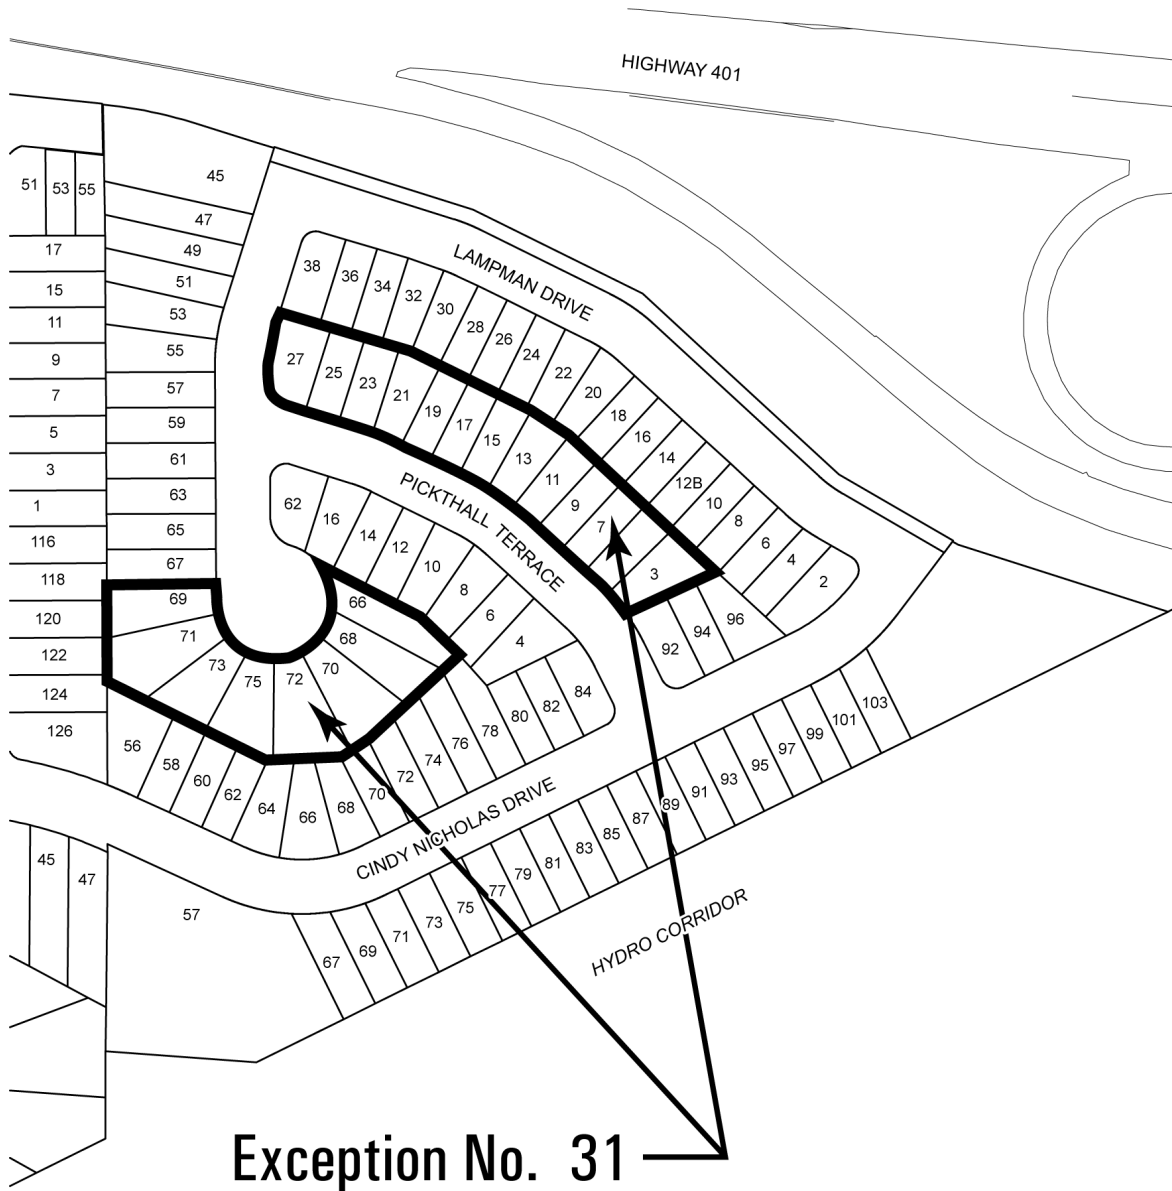 HIGHWAY 401
51 53 55
45
47
49
51
53
55
57
59
61
63
65
67
69
71
73
75
72
70
68
66
17
15
11
9
7
5
3
1
116
118
120
122
124
126
LAMPMAN DRIVE
38 36 34 32 30 28 26 24 22 20 18 16 14 12B 10 8 6 4 2
27 25 23 21 19 17 15 13 11 9 7 3
PICKTHALL TERRACE
62 16 14 12 10 8 6 4
92 94 96
56 58 60 62 64 66 68 70 72 74 76 78 80 82 84
CINDY NICHOLAS DRIVE
45 47
57
67 69 71 73 75 77 79 81 83 85 87 89 91 93 95 97 99 101 103
HYDRO CORRIDOR
Exception No. 31